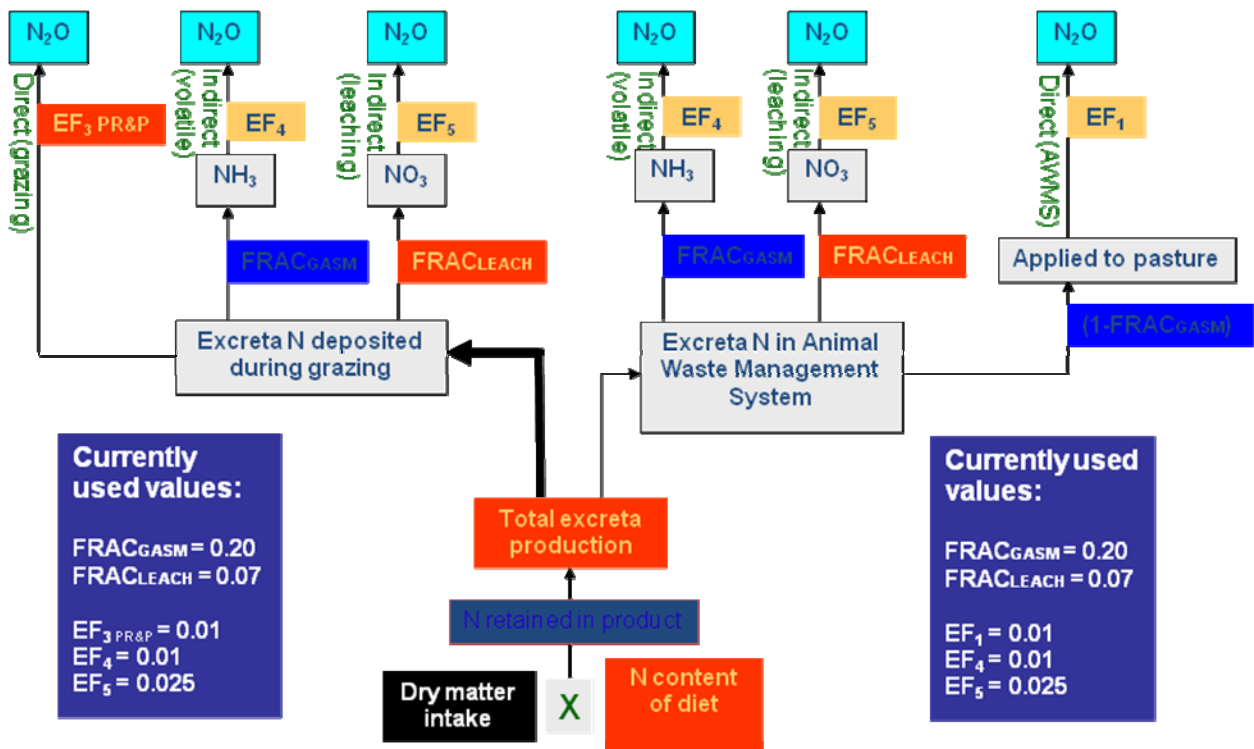 N₂O
N₂O
N₂O
N₂O
N₂O
N₂O
Direct (grazing)
Indirect
(volatile)
Indirect
(leaching)
Indirect
(volatile)
Indirect
(leaching)
Direct (AWMS)
EF₃ PR&P
EF₄
EF₅
EF₄
EF₅
EF₁
NH₃
NO₃
NH₃
NO₃
FRACGASM
FRACLEACH
FRACGASM
FRACLEACH
Applied to pasture
(1-FRACGASM)
Excreta N deposited
during grazing
Excreta N in Animal
Waste Management
System
Currently
used values:
FRACGASM = 0.20
FRACLEACH = 0.07
EF₃ PR&P = 0.01
EF₄ = 0.01
EF₅ = 0.025
Total excreta
production
N retained in product
Dry matter
intake
X
N content
of diet
Currently used
values:
FRACGASM = 0.20
FRACLEACH = 0.07
EF₁ = 0.01
EF₄ = 0.01
EF₅ = 0.025